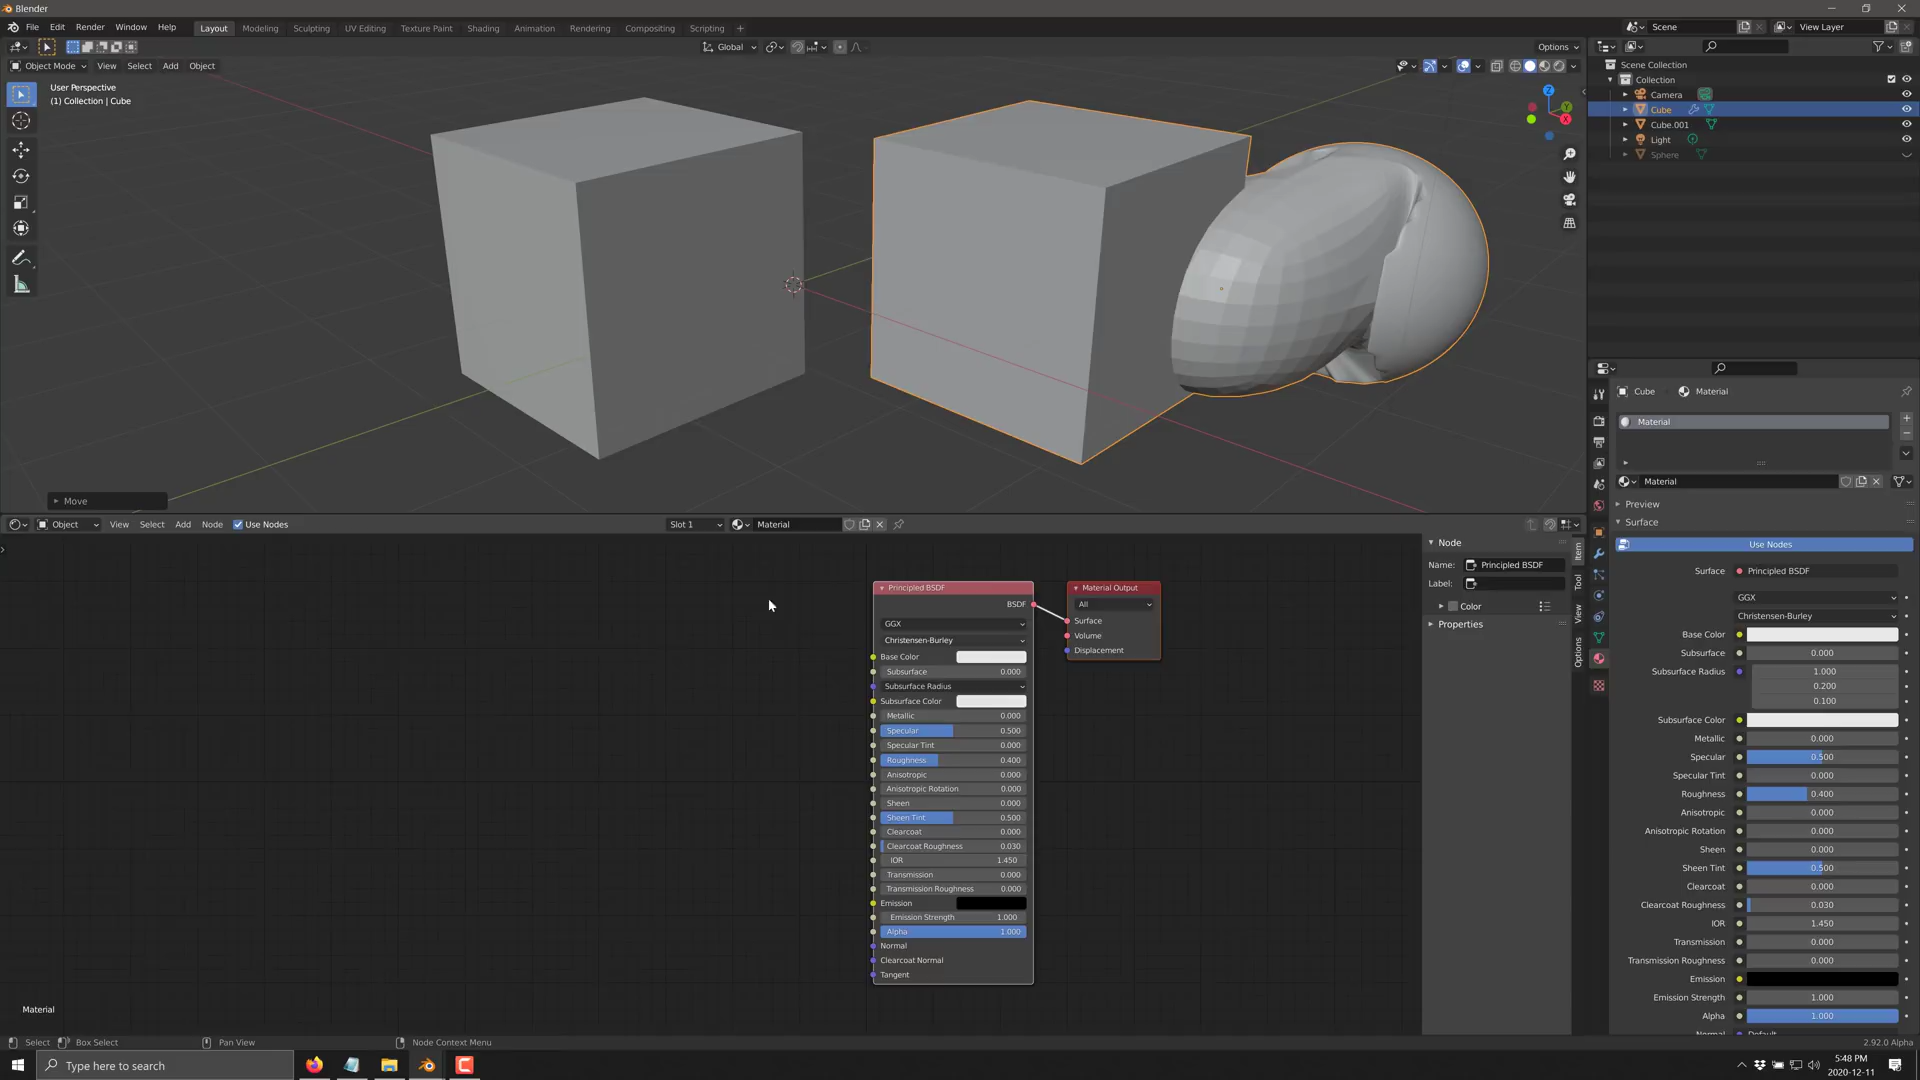 Blender
File Edit Render Window Help
Layout Modeling Sculpting UV Editing Texture Paint Shading Animation Rendering Compositing Scripting +
Scene
View Layer
Global
Options
Object Mode View Select Add Object
User Perspective
(1) Collection | Cube
Z
Y
X
Scene Collection
Collection
Camera
Cube
Cube.001
Light
Sphere
Move
Object View Select Add Node Use Nodes
Slot 1
Material
Principled BSDF
BSDF
GGX
Christensen-Burley
Base Color
Subsurface 0.000
Subsurface Radius
Subsurface Color
Metallic 0.000
Specular 0.500
Specular Tint 0.000
Roughness 0.400
Anisotropic 0.000
Anisotropic Rotation 0.000
Sheen 0.000
Sheen Tint 0.500
Clearcoat 0.000
Clearcoat Roughness 0.030
IOR 1.450
Transmission 0.000
Transmission Roughness 0.000
Emission
Emission Strength 1.000
Alpha 1.000
Normal
Clearcoat Normal
Tangent
Material Output
All
Surface
Volume
Displacement
Node
Name: Principled BSDF
Label:
Color
Properties
Item
Tool
View
Options
Cube Material
Material
Material
Preview
Surface
Use Nodes
Surface Principled BSDF
GGX
Christensen-Burley
Base Color
Subsurface 0.000
Subsurface Radius 1.000
0.200
0.100
Subsurface Color
Metallic 0.000
Specular 0.500
Specular Tint 0.000
Roughness 0.400
Anisotropic 0.000
Anisotropic Rotation 0.000
Sheen 0.000
Sheen Tint 0.500
Clearcoat 0.000
Clearcoat Roughness 0.030
IOR 1.450
Transmission 0.000
Transmission Roughness 0.000
Emission
Emission Strength 1.000
Alpha 1.000
Normal Default
Material
Select Box Select Pan View Node Context Menu
2.92.0 Alpha
Type here to search
5:48 PM
2020-12-11